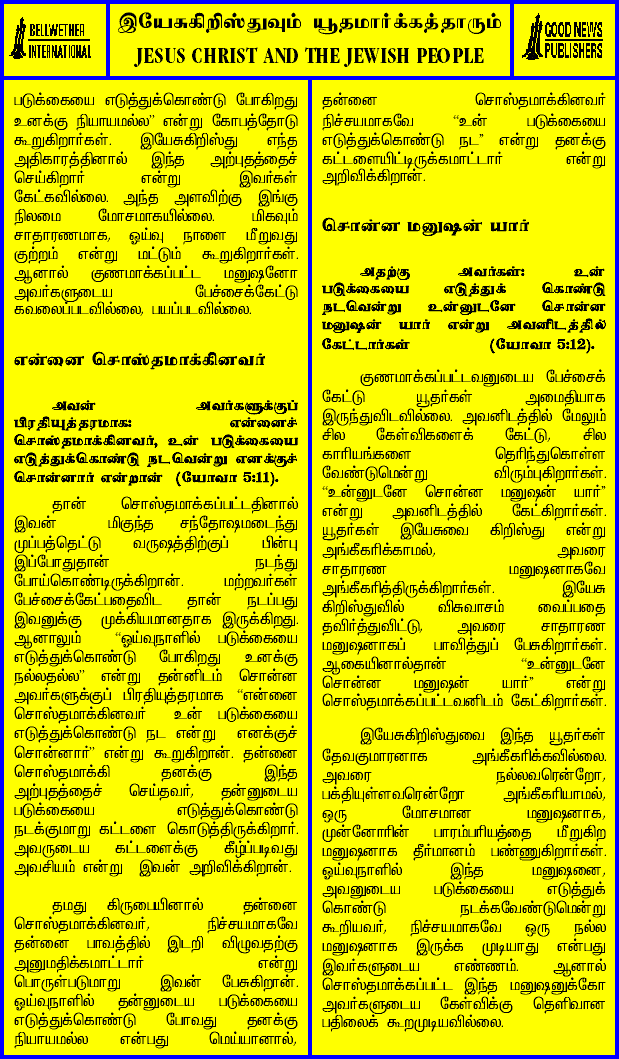 BELLWETHER
INTERNATIONAL
இயேசுகிறிஸ்துவும் யூதமார்க்கத்தாரும்
JESUS CHRIST AND THE JEWISH PEOPLE
GOOD NEWS
PUBLISHERS
படுக்கையை எடுத்துக்கொண்டு போகிறது
உனக்கு நியாயமல்ல” என்று கோபத்தோடு
கூறுகிறார்கள். இயேசுகிறிஸ்து எந்த
அதிகாரத்தினால் இந்த அற்புதத்தைச்
செய்கிறார் என்று இவர்கள்
கேட்கவில்லை. அந்த அளவிற்கு இங்கு
நிலமை மோசமாகயில்லை. மிகவும்
சாதாரணமாக, ஓய்வு நாளை மீறுவது
குற்றம் என்று மட்டும் கூறுகிறார்கள்.
ஆனால் குணமாக்கப்பட்ட மனுஷனோ
அவர்களுடைய பேச்சைக்கேட்டு
கவலைப்படவில்லை, பயப்படவில்லை.
என்னை சொஸ்தமாக்கினவர்
அவன் அவர்களுக்குப்
பிரதியுத்தரமாக: என்னைச்
சொஸ்தமாக்கினவர், உன் படுக்கையை
எடுத்துக்கொண்டு நடவென்று எனக்குச்
சொன்னார் என்றான் (யோவா 5:11).
தான் சொஸ்தமாக்கப்பட்டதினால்
இவன் மிகுந்த சந்தோஷமடைந்து
முப்பத்தெட்டு வருஷத்திற்குப் பின்பு
இப்போதுதான் நடந்து
போய்கொண்டிருக்கிறான். மற்றவர்கள்
பேச்சைக்கேட்பதைவிட தான் நடப்பது
இவனுக்கு முக்கியமானதாக இருக்கிறது.
ஆனாலும் “ஓய்வுநாளில் படுக்கையை
எடுத்துக்கொண்டு போகிறது உனக்கு
நல்லதல்ல” என்று தன்னிடம் சொன்ன
அவர்களுக்குப் பிரதியுத்தரமாக “என்னை
சொஸ்தமாக்கினவர் உன் படுக்கையை
எடுத்துக்கொண்டு நட என்று எனக்குச்
சொன்னார்” என்று கூறுகிறான். தன்னை
சொஸ்தமாக்கி தனக்கு இந்த
அற்புதத்தைச் செய்தவர், தன்னுடைய
படுக்கையை எடுத்துக்கொண்டு
நடக்குமாறு கட்டளை கொடுத்திருக்கிறார்.
அவருடைய கட்டளைக்கு கீழ்ப்படிவது
அவசியம் என்று இவன் அறிவிக்கிறான்.
தமது கிருபையினால் தன்னை
சொஸ்தமாக்கினவர், நிச்சயமாகவே
தன்னை பாவத்தில் இடறி விழுவதற்கு
அனுமதிக்கமாட்டார் என்று
பொருள்படுமாறு இவன் பேசுகிறான்.
ஓய்வுநாளில் தன்னுடைய படுக்கையை
எடுத்துக்கொண்டு போவது தனக்கு
நியாயமல்ல என்பது மெய்யானால்,
தன்னை சொஸ்தமாக்கினவர்
நிச்சயமாகவே “உன் படுக்கையை
எடுத்துக்கொண்டு நட” என்று தனக்கு
கட்டளையிட்டிருக்கமாட்டார் என்று
அறிவிக்கிறான்.
சொன்ன மனுஷன் யார்
அதற்கு அவர்கள்: உன்
படுக்கையை எடுத்துக் கொண்டு
நடவென்று உன்னுடனே சொன்ன
மனுஷன் யார் என்று அவனிடத்தில்
கேட்டார்கள் (யோவா 5:12).
குணமாக்கப்பட்டவனுடைய பேச்சைக்
கேட்டு யூதர்கள் அமைதியாக
இருந்துவிடவில்லை. அவனிடத்தில் மேலும்
சில கேள்விகளைக் கேட்டு, சில
காரியங்களை தெரிந்துகொள்ள
வேண்டுமென்று விரும்புகிறார்கள்.
“உன்னுடனே சொன்ன மனுஷன் யார்”
என்று அவனிடத்தில் கேட்கிறார்கள்.
யூதர்கள் இயேசுவை கிறிஸ்து என்று
அங்கீகரிக்காமல், அவரை
சாதாரண மனுஷனாகவே
அங்கீகரித்திருக்கிறார்கள். இயேசு
கிறிஸ்துவில் விசுவாசம் வைப்பதை
தவிர்த்துவிட்டு, அவரை சாதாரண
மனுஷனாகப் பாவித்துப் பேசுகிறார்கள்.
ஆகையினால்தான் “உன்னுடனே
சொன்ன மனுஷன் யார்” என்று
சொஸ்தமாக்கப்பட்டவனிடம் கேட்கிறார்கள்.
இயேசுகிறிஸ்துவை இந்த யூதர்கள்
தேவகுமாரனாக அங்கீகரிக்கவில்லை.
அவரை நல்லவரென்றோ,
பக்தியுள்ளவரென்றோ அங்கீகரியாமல்,
ஒரு மோசமான மனுஷனாக,
முன்னோரின் பாரம்பரியத்தை மீறுகிற
மனுஷனாக தீர்மானம் பண்ணுகிறார்கள்.
ஓய்வுநாளில் இந்த மனுஷனை,
அவனுடைய படுக்கையை எடுத்துக்
கொண்டு நடக்கவேண்டுமென்று
கூறியவர், நிச்சயமாகவே ஒரு நல்ல
மனுஷனாக இருக்க முடியாது என்பது
இவர்களுடைய எண்ணம். ஆனால்
சொஸ்தமாக்கப்பட்ட இந்த மனுஷனுக்கோ
அவர்களுடைய கேள்விக்கு தெளிவான
பதிலைக் கூறமுடியவில்லை.